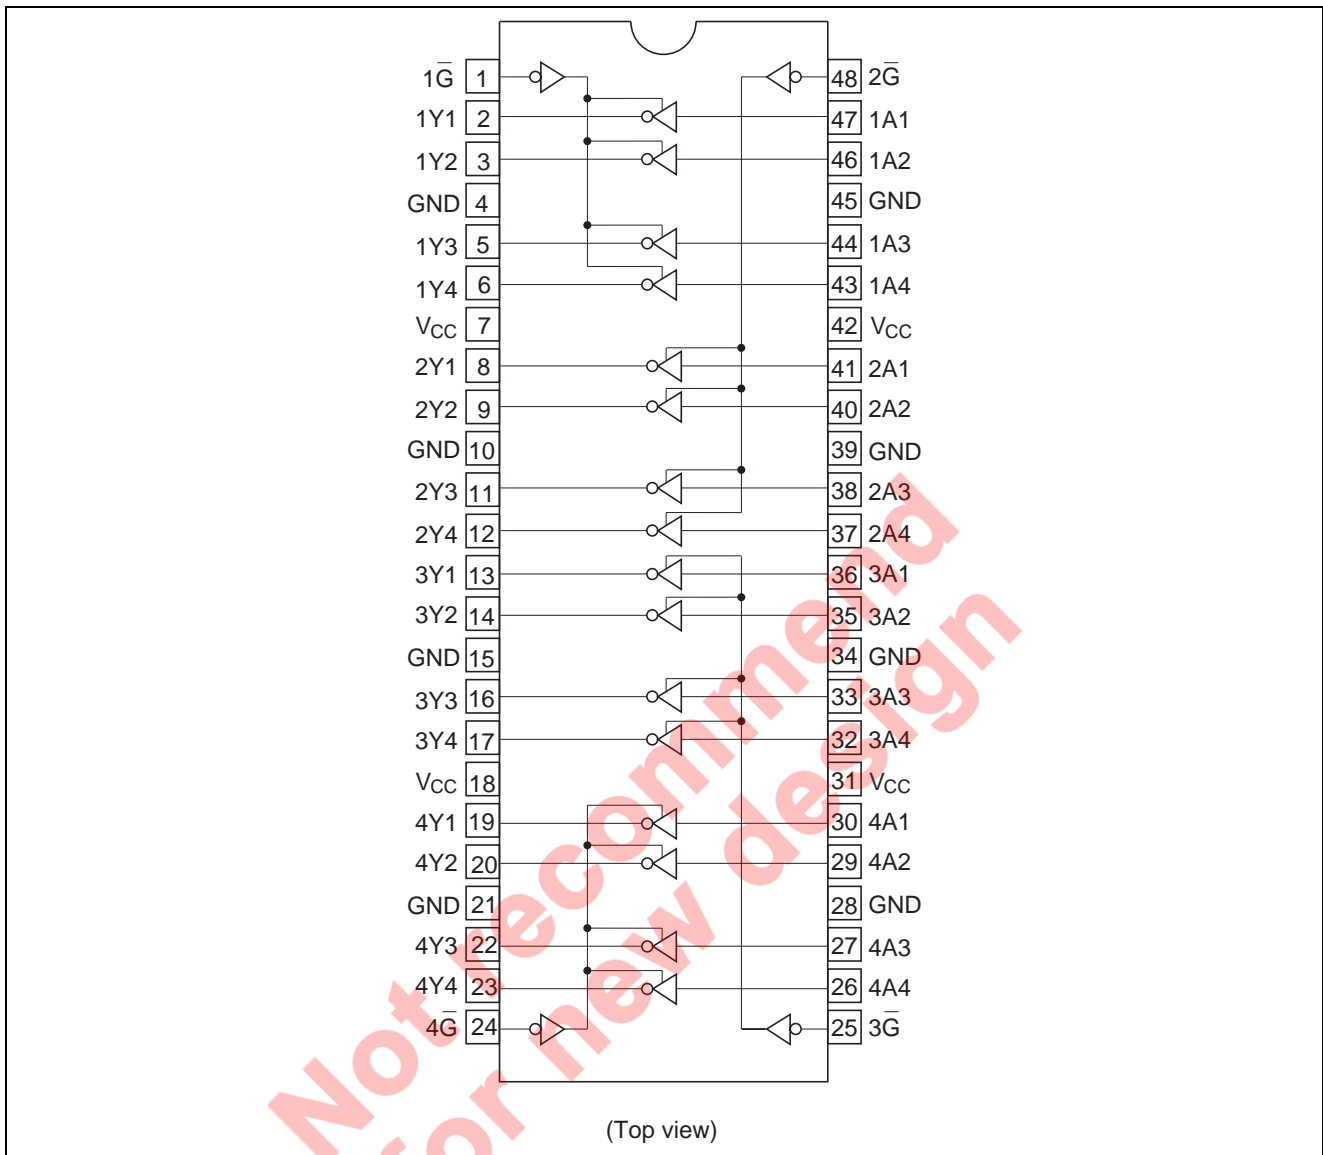 1G̅ 1 48 2G̅
1Y1 2 47 1A1
1Y2 3 46 1A2
GND 4 45 GND
1Y3 5 44 1A3
1Y4 6 43 1A4
VCC 7 42 VCC
2Y1 8 41 2A1
2Y2 9 40 2A2
GND 10 39 GND
2Y3 11 38 2A3
2Y4 12 37 2A4
3Y1 13 36 3A1
3Y2 14 35 3A2
GND 15 34 GND
3Y3 16 33 3A3
3Y4 17 32 3A4
VCC 18 31 VCC
4Y1 19 30 4A1
4Y2 20 29 4A2
GND 21 28 GND
4Y3 22 27 4A3
4Y4 23 26 4A4
4G̅ 24 25 3G̅
(Top view)
Not recommend
for new design